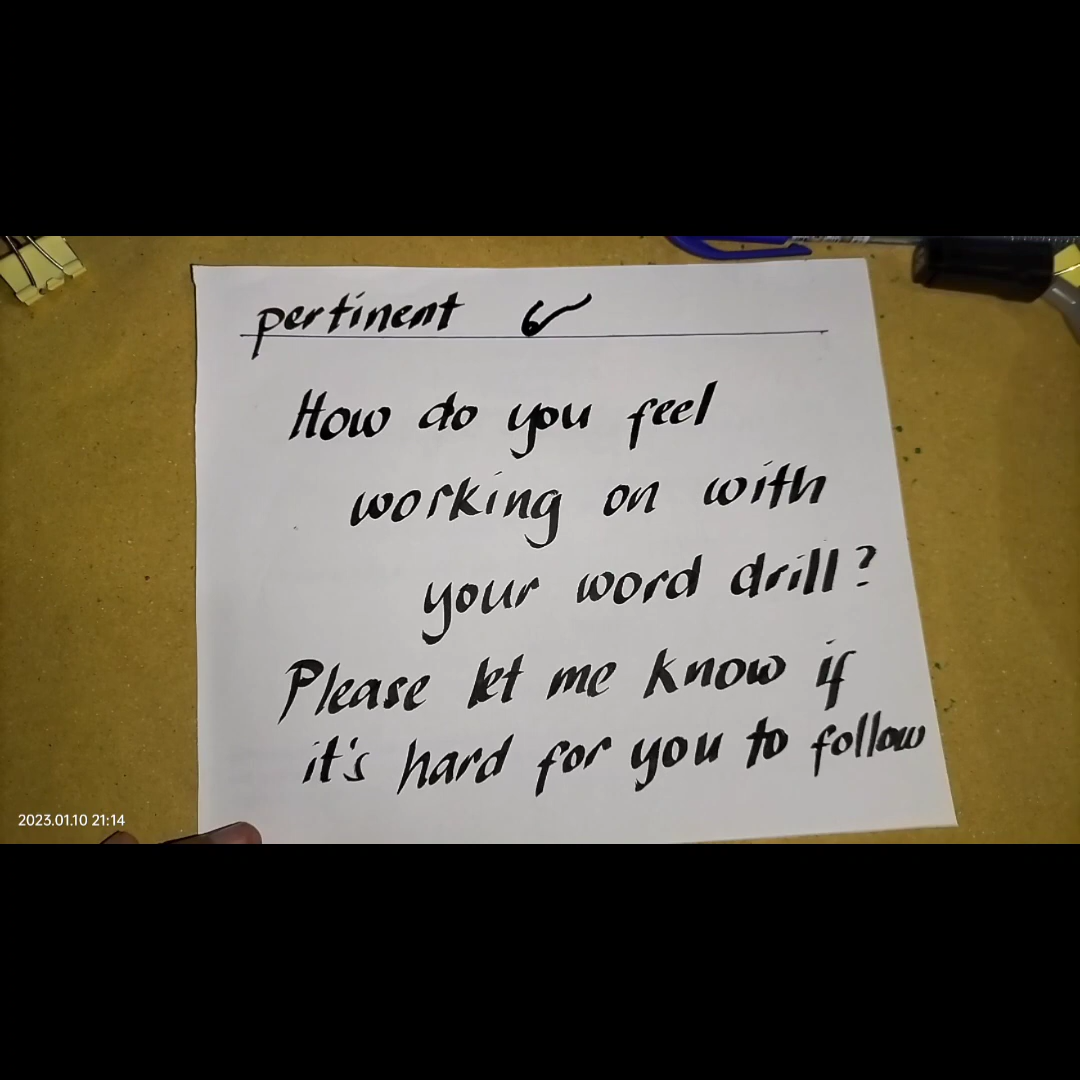 pertinent
How do you feel
working on with
your word drill?
Please let me know if
it's hard for you to follow
2023.01.10 21:14